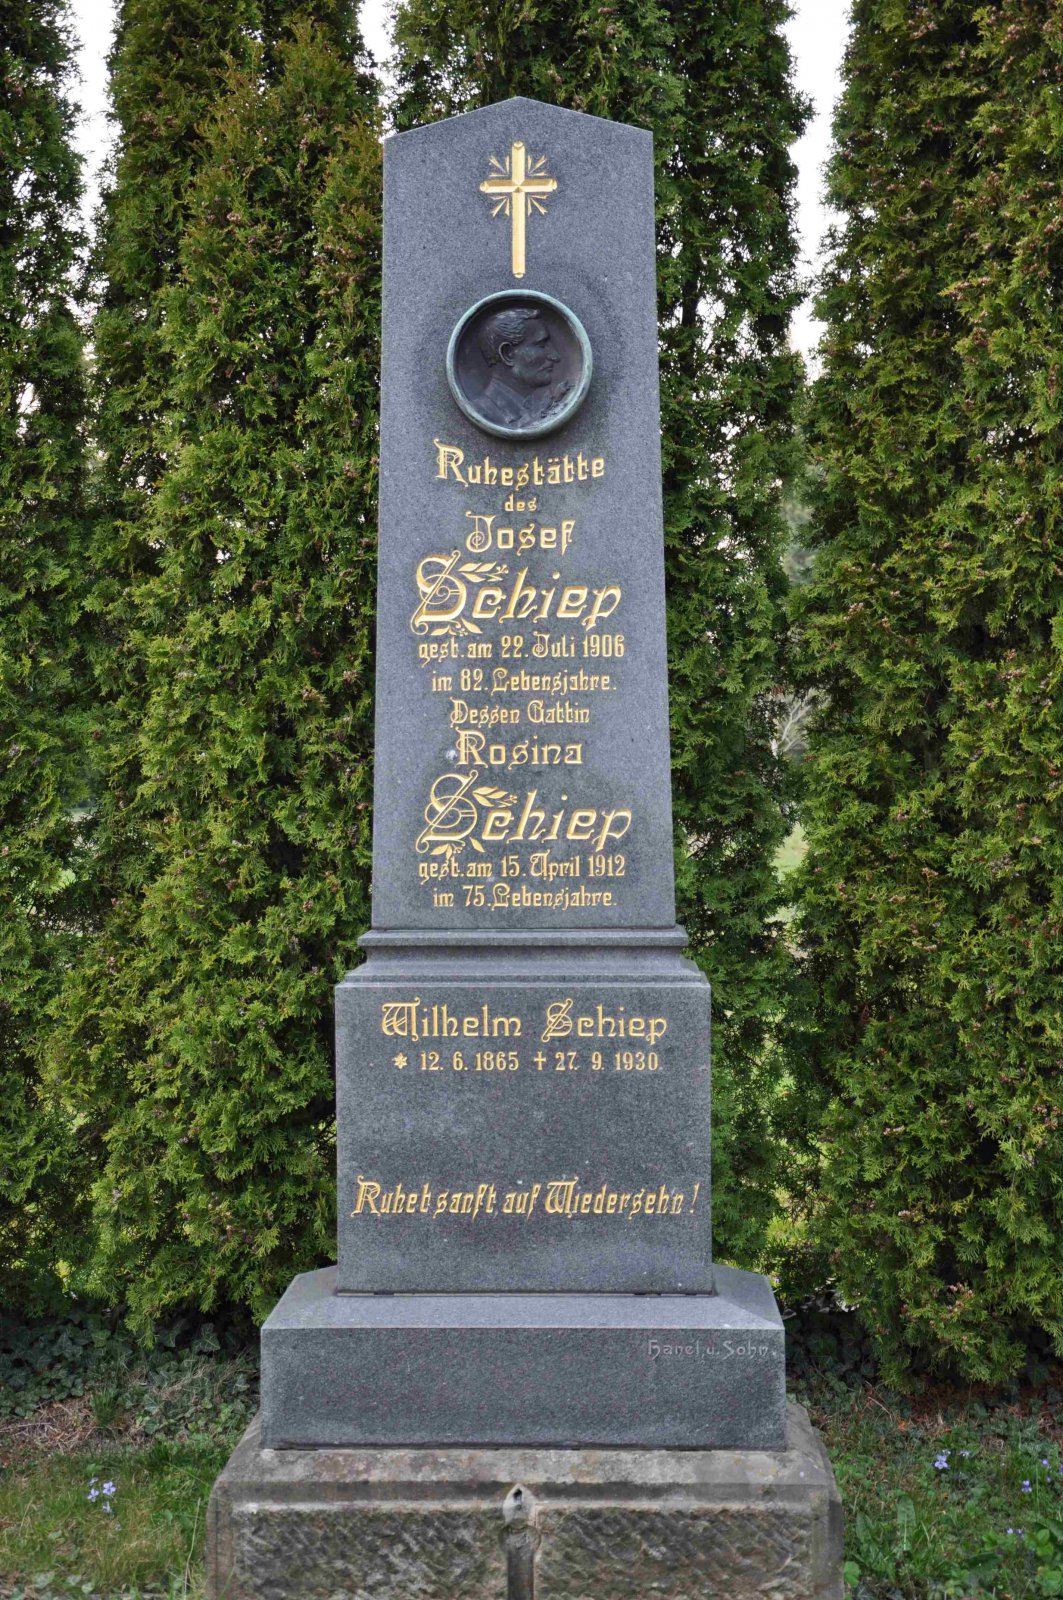 Ruhestätte
des
Josef
Schiep
gest. am 22. Juli 1906
im 82. Lebensjahre.
Dessen Gattin
Rosina
Schiep
gest. am 15. April 1912
im 75. Lebensjahre.
Wilhelm Schiep
* 12. 6. 1865 † 27. 9. 1930.
Ruhet sanft auf Wiedersehn!
Hanel u. Sohn.